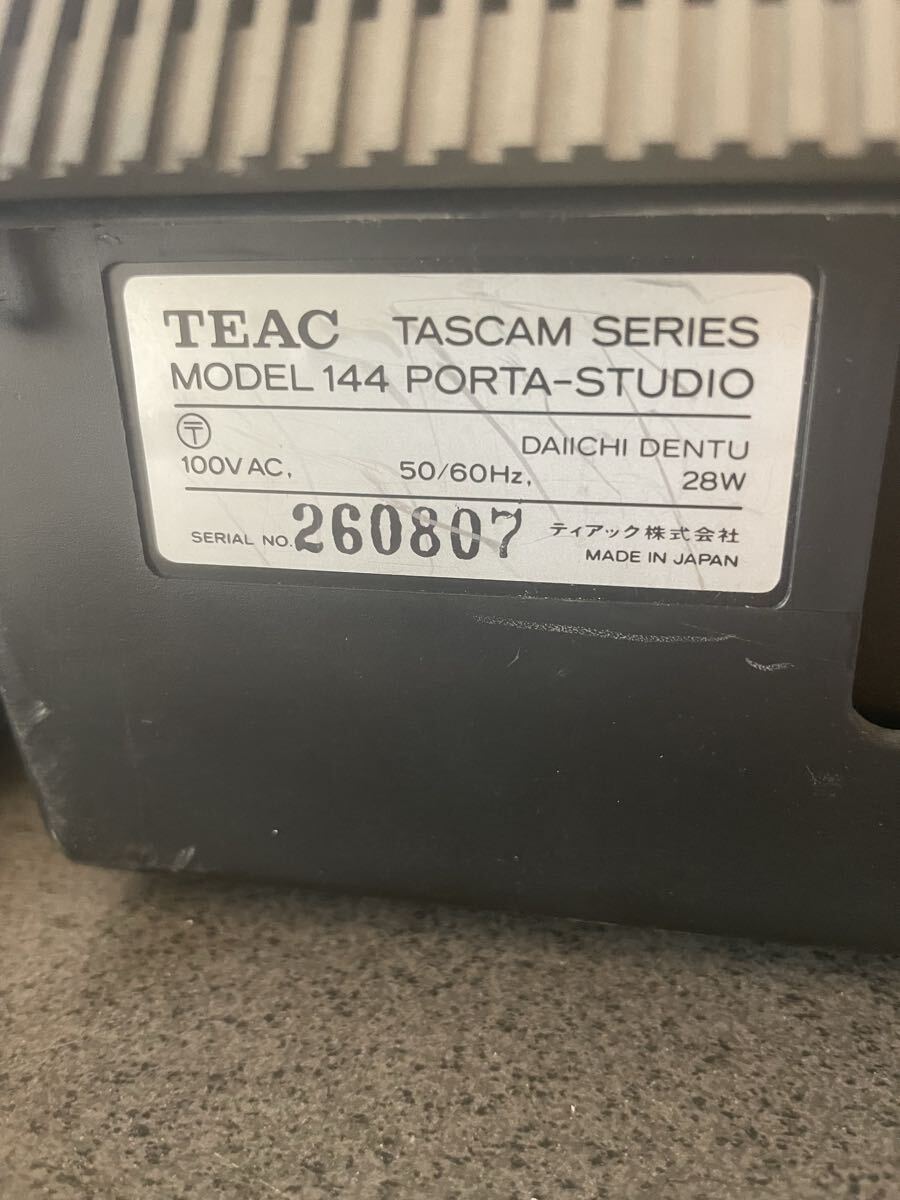 TEAC TASCAM SERIES
MODEL 144 PORTA-STUDIO
〒 DAIICHI DENTU
100V AC, 50/60Hz, 28W
SERIAL NO. 260807 ティアック株式会社
MADE IN JAPAN